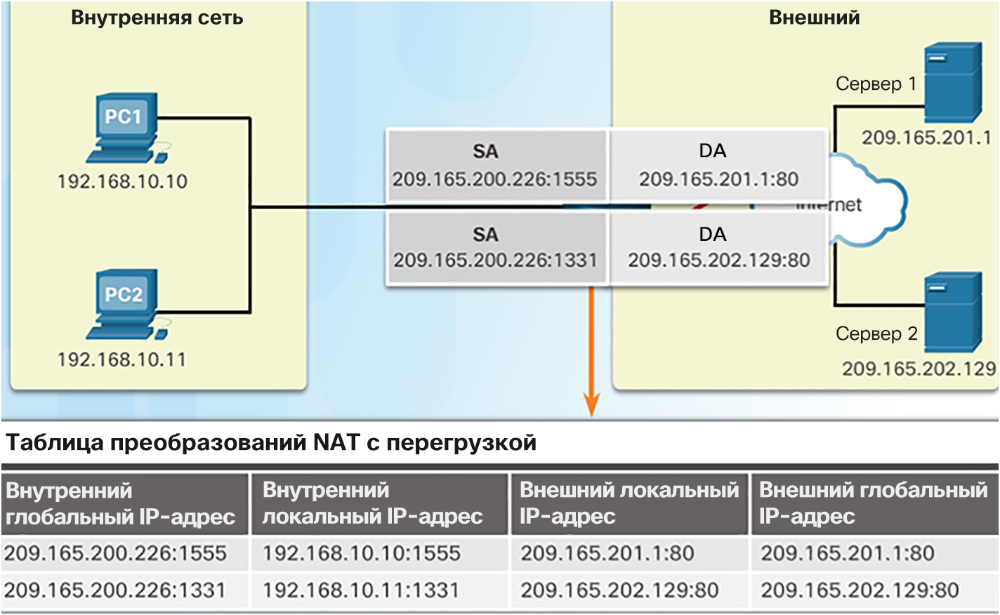 Внутренняя сеть
Внешний
PC1
192.168.10.10
PC2
192.168.10.11
SA
209.165.200.226:1555
DA
209.165.201.1:80
SA
209.165.200.226:1331
DA
209.165.202.129:80
Internet
Сервер 1
209.165.201.1
Сервер 2
209.165.202.129
Таблица преобразований NAT с перегрузкой
Внутренний
глобальный IP-адрес
Внутренний
локальный IP-адрес
Внешний локальный
IP-адрес
Внешний глобальный
IP-адрес
209.165.200.226:1555 192.168.10.10:1555 209.165.201.1:80 209.165.201.1:80
209.165.200.226:1331 192.168.10.11:1331 209.165.202.129:80 209.165.202.129:80